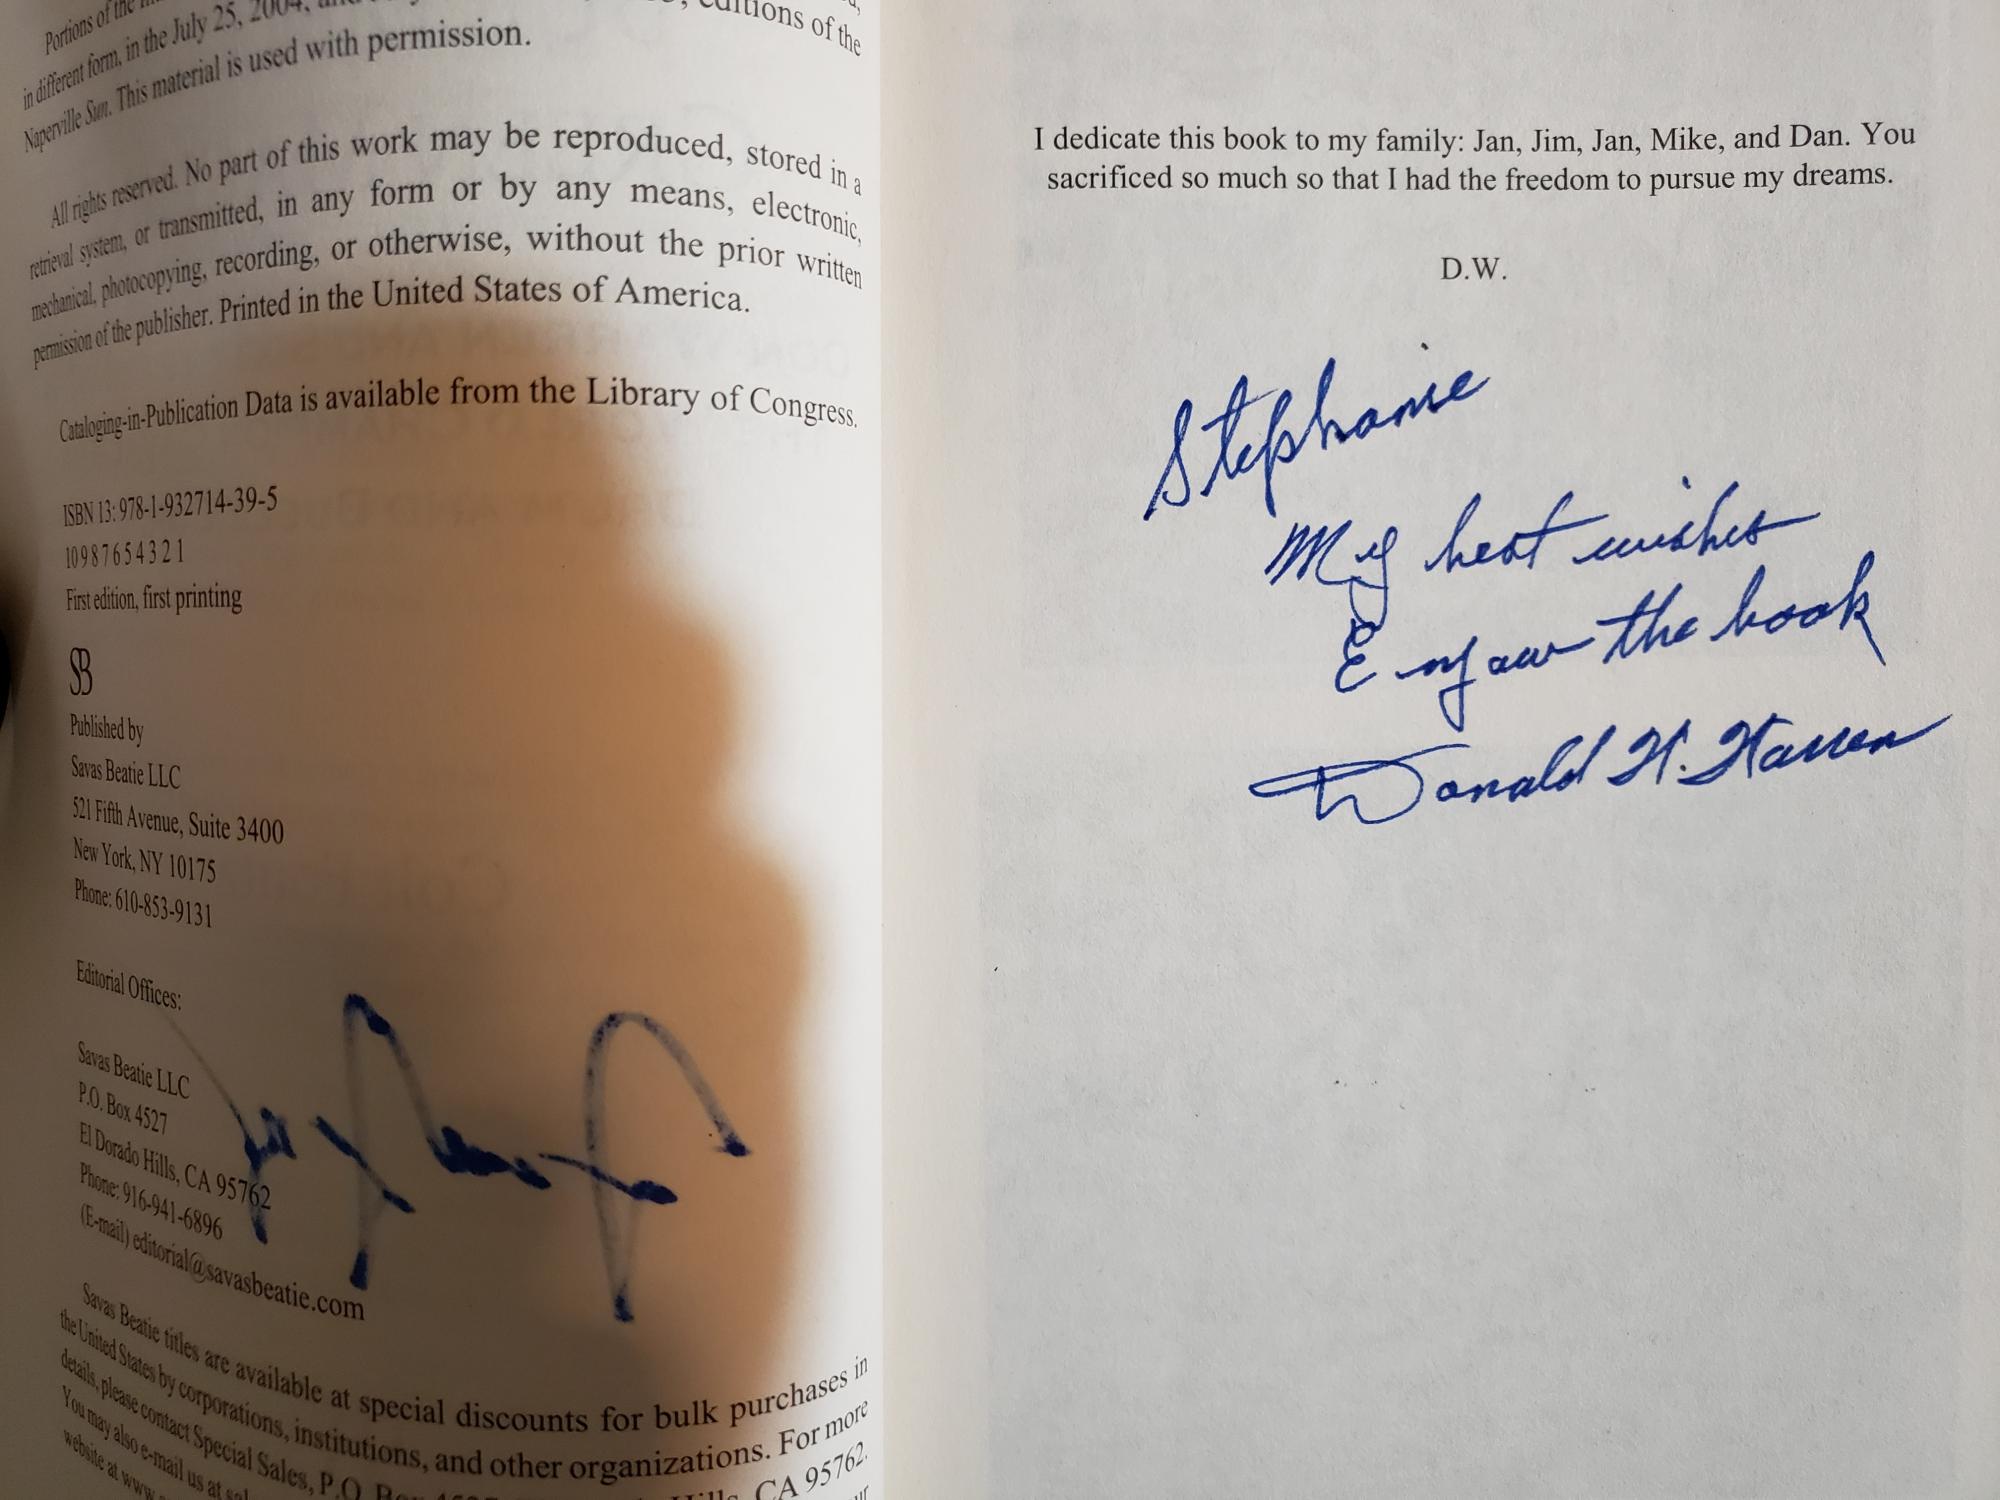 Portions of the
in different form, in the July 25, 2004, editions of the
Naperville Sun. This material is used with permission.
All rights reserved. No part of this work may be reproduced, stored in a
retrieval system, or transmitted, in any form or by any means, electronic,
mechanical, photocopying, recording, or otherwise, without the prior written
permission of the publisher. Printed in the United States of America.
Cataloging-in-Publication Data is available from the Library of Congress.
ISBN 13: 978-1-932714-39-5
10 9 8 7 6 5 4 3 2 1
First edition, first printing
SB
Published by
Savas Beatie LLC
521 Fifth Avenue, Suite 3400
New York, NY 10175
Phone: 610-853-9131
Editorial Offices:
Savas Beatie LLC
P.O. Box 4527
El Dorado Hills, CA 95762
Phone: 916-941-6896
(E-mail) editorial@savasbeatie.com
Savas Beatie titles are available at special discounts for bulk purchases in
the United States by corporations, institutions, and other organizations. For more
details, please contact Special Sales, P.O. Box CA 95762.
You may also e-mail us at
website at www
I dedicate this book to my family: Jan, Jim, Jan, Mike, and Dan. You
sacrificed so much so that I had the freedom to pursue my dreams.
D.W.
Stephanie
My best wishes
Enjoy the book
Donald W. Warren